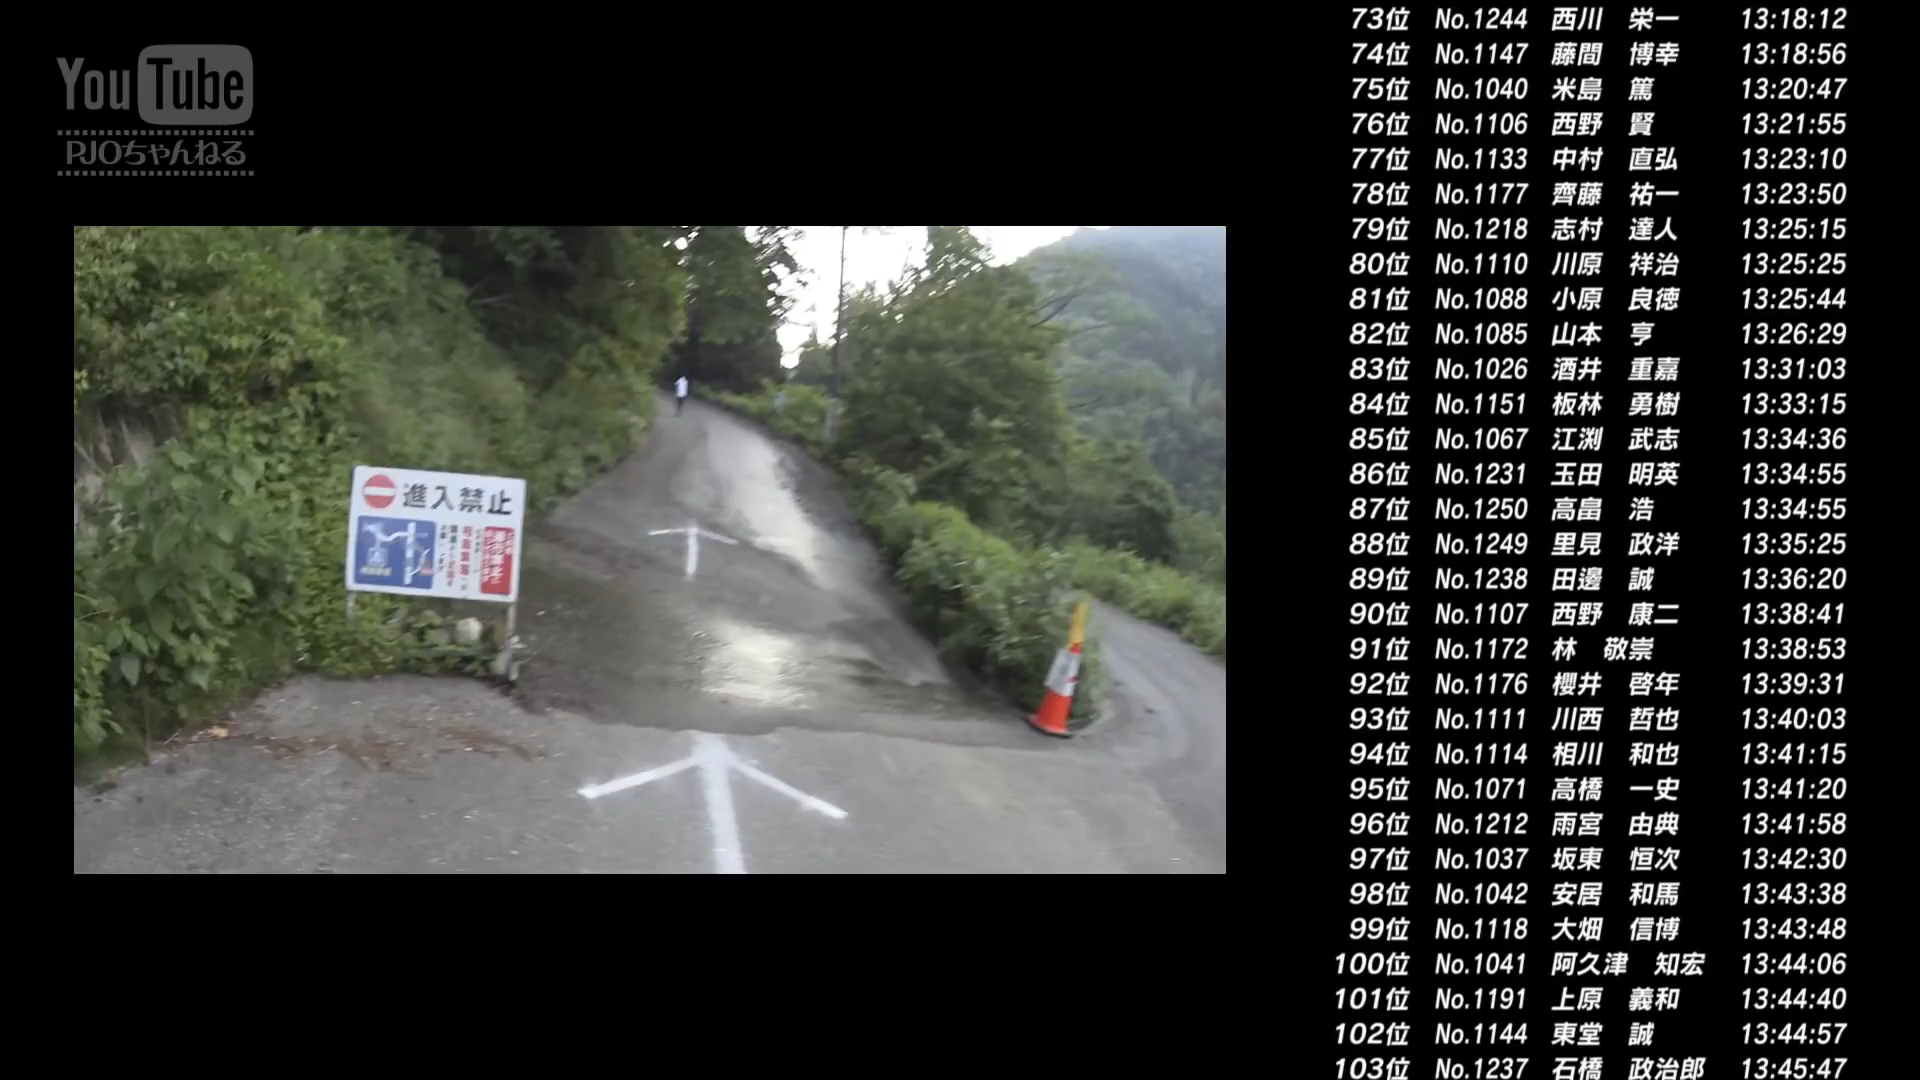 YouTube
PJOちゃんねる
進入禁止
73位 No.1244 西川 栄一 13:18:12
74位 No.1147 藤間 博幸 13:18:56
75位 No.1040 米島 篤 13:20:47
76位 No.1106 西野 賢 13:21:55
77位 No.1133 中村 直弘 13:23:10
78位 No.1177 齊藤 祐一 13:23:50
79位 No.1218 志村 達人 13:25:15
80位 No.1110 川原 祥治 13:25:25
81位 No.1088 小原 良徳 13:25:44
82位 No.1085 山本 亨 13:26:29
83位 No.1026 酒井 重嘉 13:31:03
84位 No.1151 板林 勇樹 13:33:15
85位 No.1067 江渕 武志 13:34:36
86位 No.1231 玉田 明英 13:34:55
87位 No.1250 高畠 浩 13:34:55
88位 No.1249 里見 政洋 13:35:25
89位 No.1238 田邊 誠 13:36:20
90位 No.1107 西野 康二 13:38:41
91位 No.1172 林 敬崇 13:38:53
92位 No.1176 櫻井 啓年 13:39:31
93位 No.1111 川西 哲也 13:40:03
94位 No.1114 相川 和也 13:41:15
95位 No.1071 高橋 一史 13:41:20
96位 No.1212 雨宮 由典 13:41:58
97位 No.1037 坂東 恒次 13:42:30
98位 No.1042 安居 和馬 13:43:38
99位 No.1118 大畑 信博 13:43:48
100位 No.1041 阿久津 知宏 13:44:06
101位 No.1191 上原 義和 13:44:40
102位 No.1144 東堂 誠 13:44:57
103位 No.1237 石橋 政治郎 13:45:47